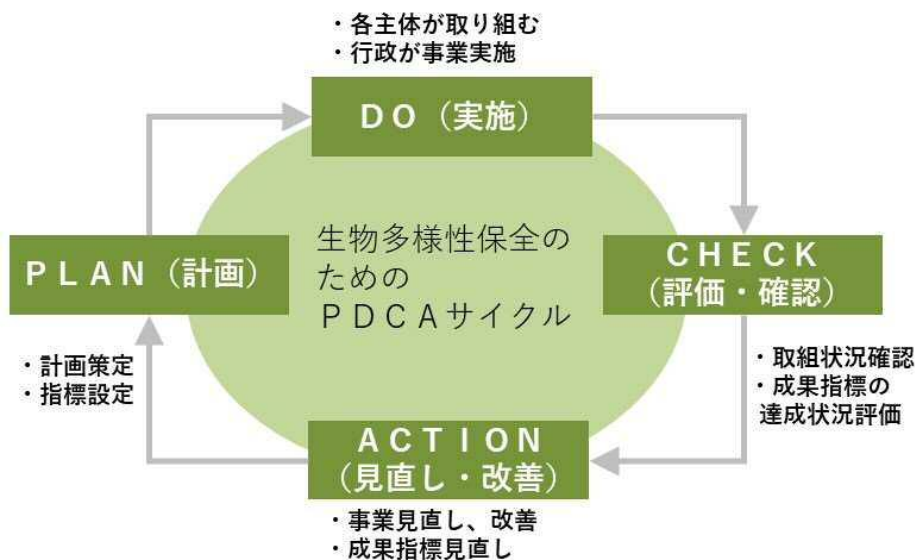 ・各主体が取り組む
・行政が事業実施
ＤＯ（実施）
生物多様性保全の
ための
ＰＤＣＡサイクル
ＰＬＡＮ（計画）
・計画策定
・指標設定
ＣＨＥＣＫ
（評価・確認）
・取組状況確認
・成果指標の
達成状況評価
ＡＣＴＩＯＮ
（見直し・改善）
・事業見直し、改善
・成果指標見直し